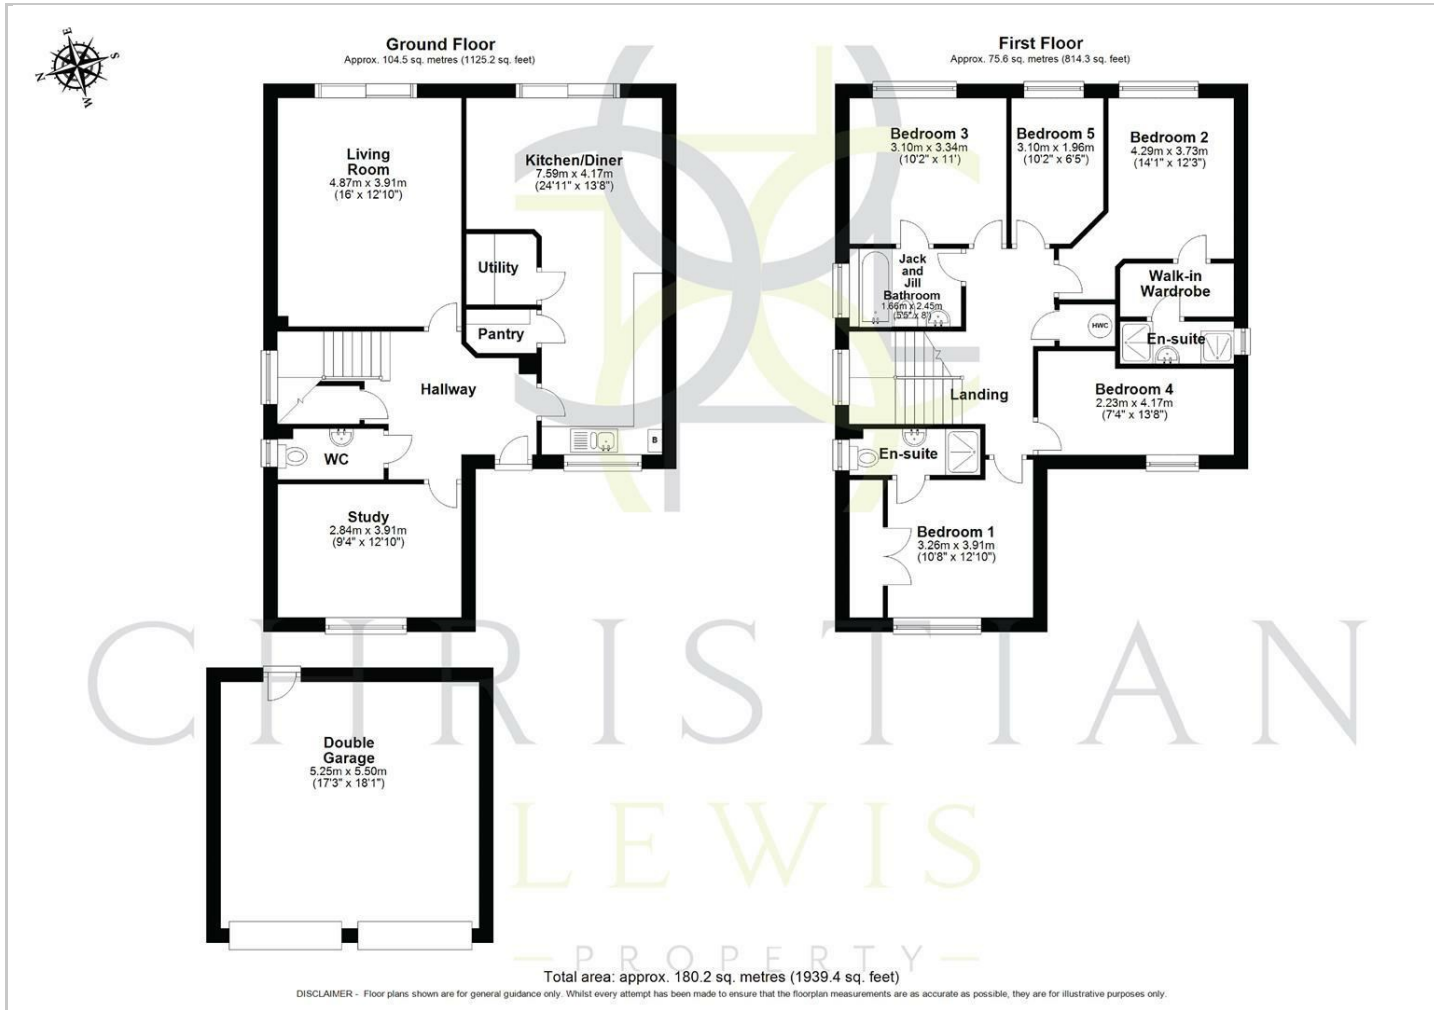 E
S
N
W
Ground Floor
Approx. 104.5 sq. metres (1125.2 sq. feet)
Living
Room
4.87m x 3.91m
(16' x 12'10")
Kitchen/Diner
7.59m x 4.17m
(24'11" x 13'8")
Utility
Pantry
Hallway
WC
B
Study
2.84m x 3.91m
(9'4" x 12'10")
Double
Garage
5.25m x 5.50m
(17'3" x 18'1")
First Floor
Approx. 75.6 sq. metres (814.3 sq. feet)
Bedroom 3
3.10m x 3.34m
(10'2" x 11')
Bedroom 5
3.10m x 1.96m
(10'2" x 6'5")
Bedroom 2
4.29m x 3.73m
(14'1" x 12'3")
Jack
and
Jill
Bathroom
1.66m x 2.45m
(5'5" x 8')
Walk-in
Wardrobe
HWC
En-suite
Landing
Bedroom 4
2.23m x 4.17m
(7'4" x 13'8")
En-suite
Bedroom 1
3.26m x 3.91m
(10'8" x 12'10")
CHRISTIAN
LEWIS
PROPERTY
Total area: approx. 180.2 sq. metres (1939.4 sq. feet)
DISCLAIMER - Floor plans shown are for general guidance only. Whilst every attempt has been made to ensure that the floorplan measurements are as accurate as possible, they are for illustrative purposes only.